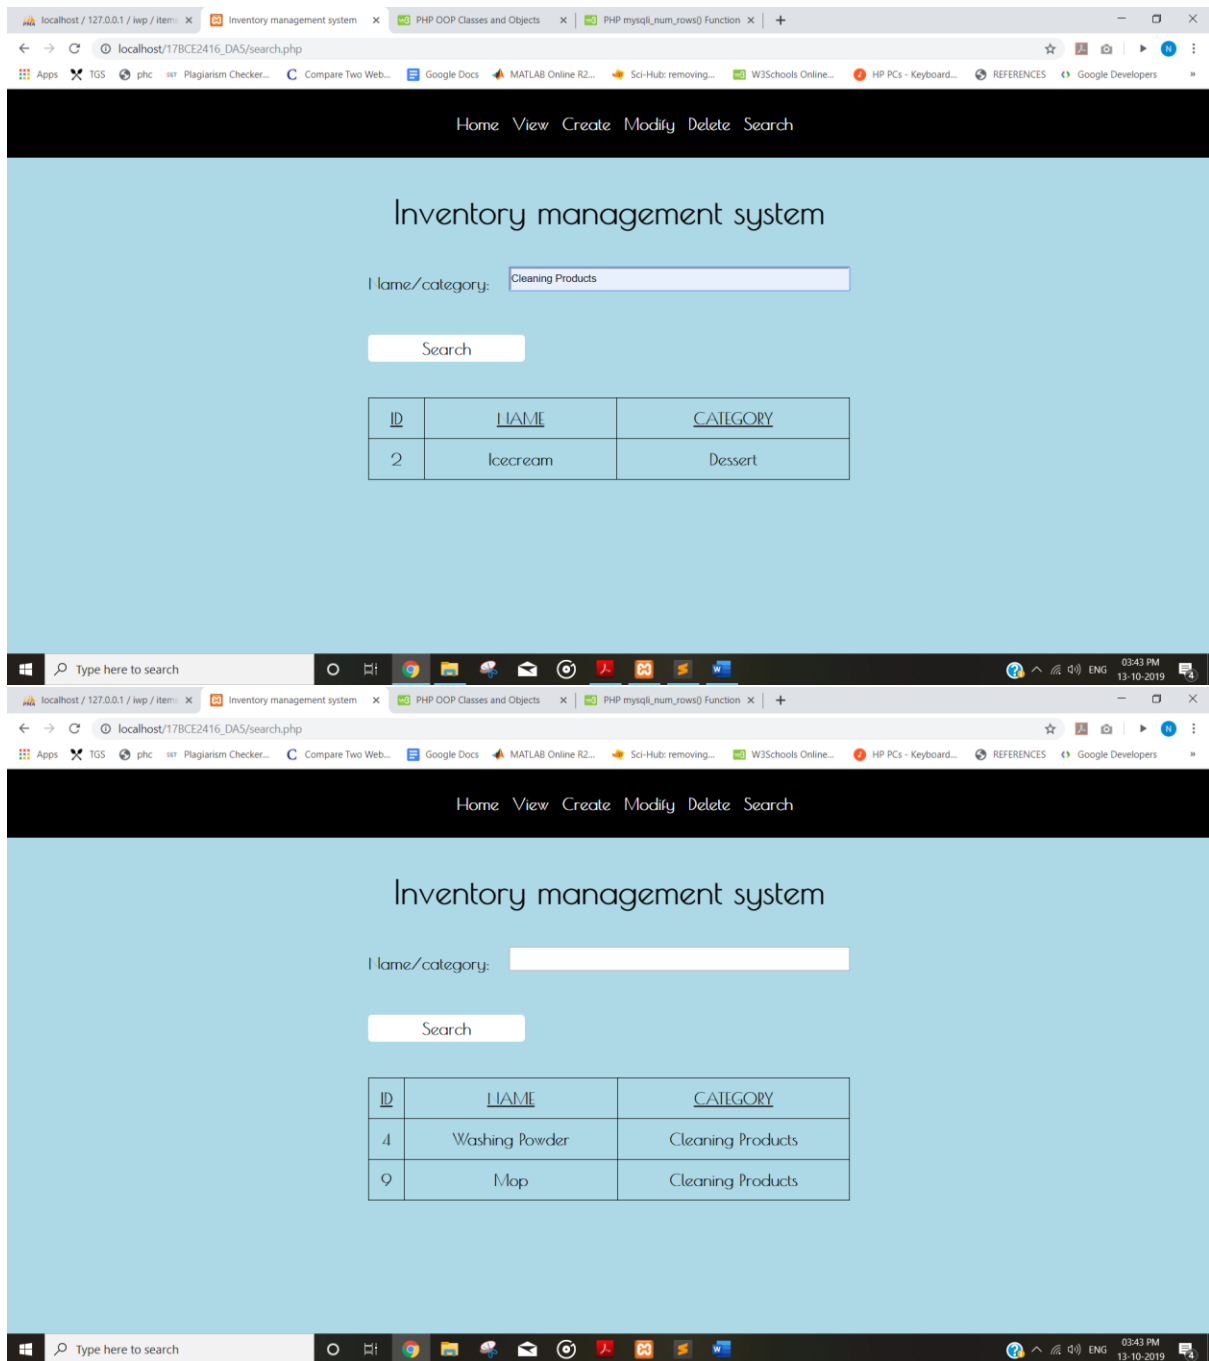 localhost / 127.0.0.1 / iwp / items Inventory management system PHP OOP Classes and Objects PHP mysqli_num_rows() Function
localhost/17BCE2416_DA5/search.php N
Apps TGS phc Plagiarism Checker... Compare Two Web... Google Docs MATLAB Online R2... Sci-Hub: removing... W3Schools Online... HP PCs - Keyboard... REFERENCES Google Developers »
Home View Create Modify Delete Search
Inventory management system
Name/category: Cleaning Products
Search
ID NAME CATEGORY
2 Icecream Dessert
Type here to search ENG 03:43 PM
13-10-2019 4
localhost / 127.0.0.1 / iwp / items Inventory management system PHP OOP Classes and Objects PHP mysqli_num_rows() Function
localhost/17BCE2416_DA5/search.php N
Apps TGS phc Plagiarism Checker... Compare Two Web... Google Docs MATLAB Online R2... Sci-Hub: removing... W3Schools Online... HP PCs - Keyboard... REFERENCES Google Developers »
Home View Create Modify Delete Search
Inventory management system
Name/category:
Search
ID NAME CATEGORY
4 Washing Powder Cleaning Products
9 Mop Cleaning Products
Type here to search ENG 03:43 PM
13-10-2019 4